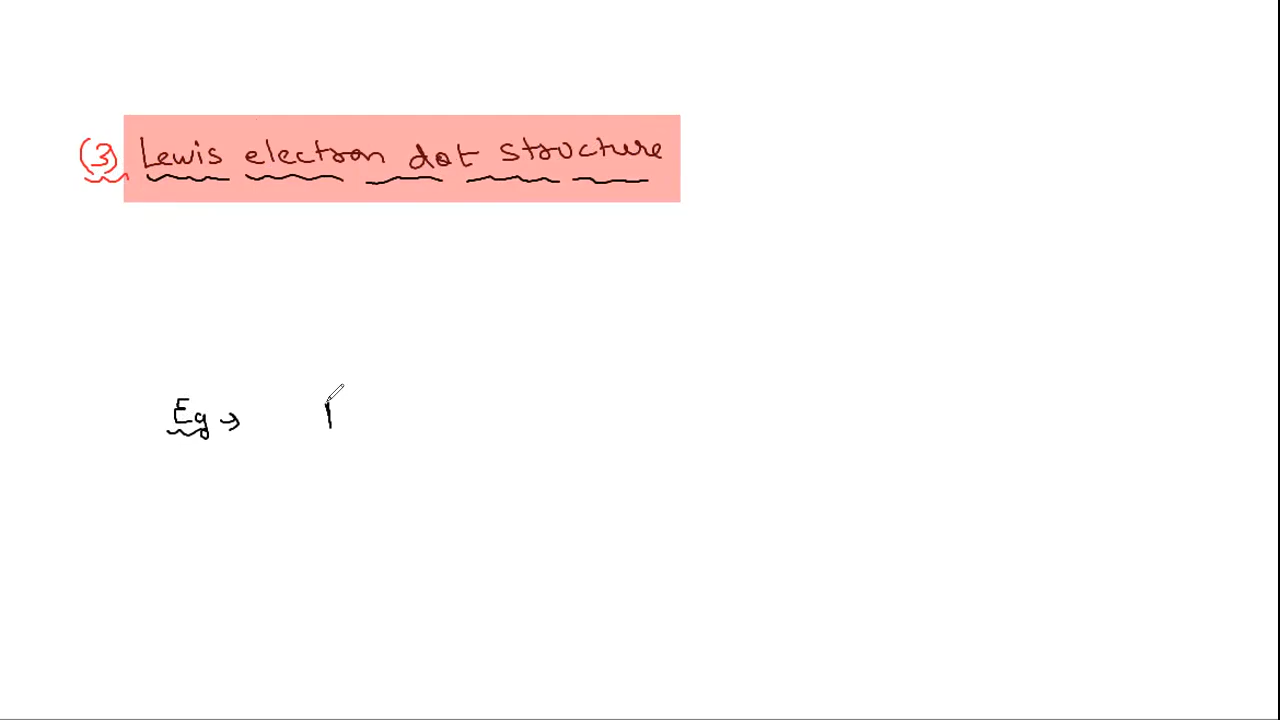 (3) Lewis electron dot structure
Eg →